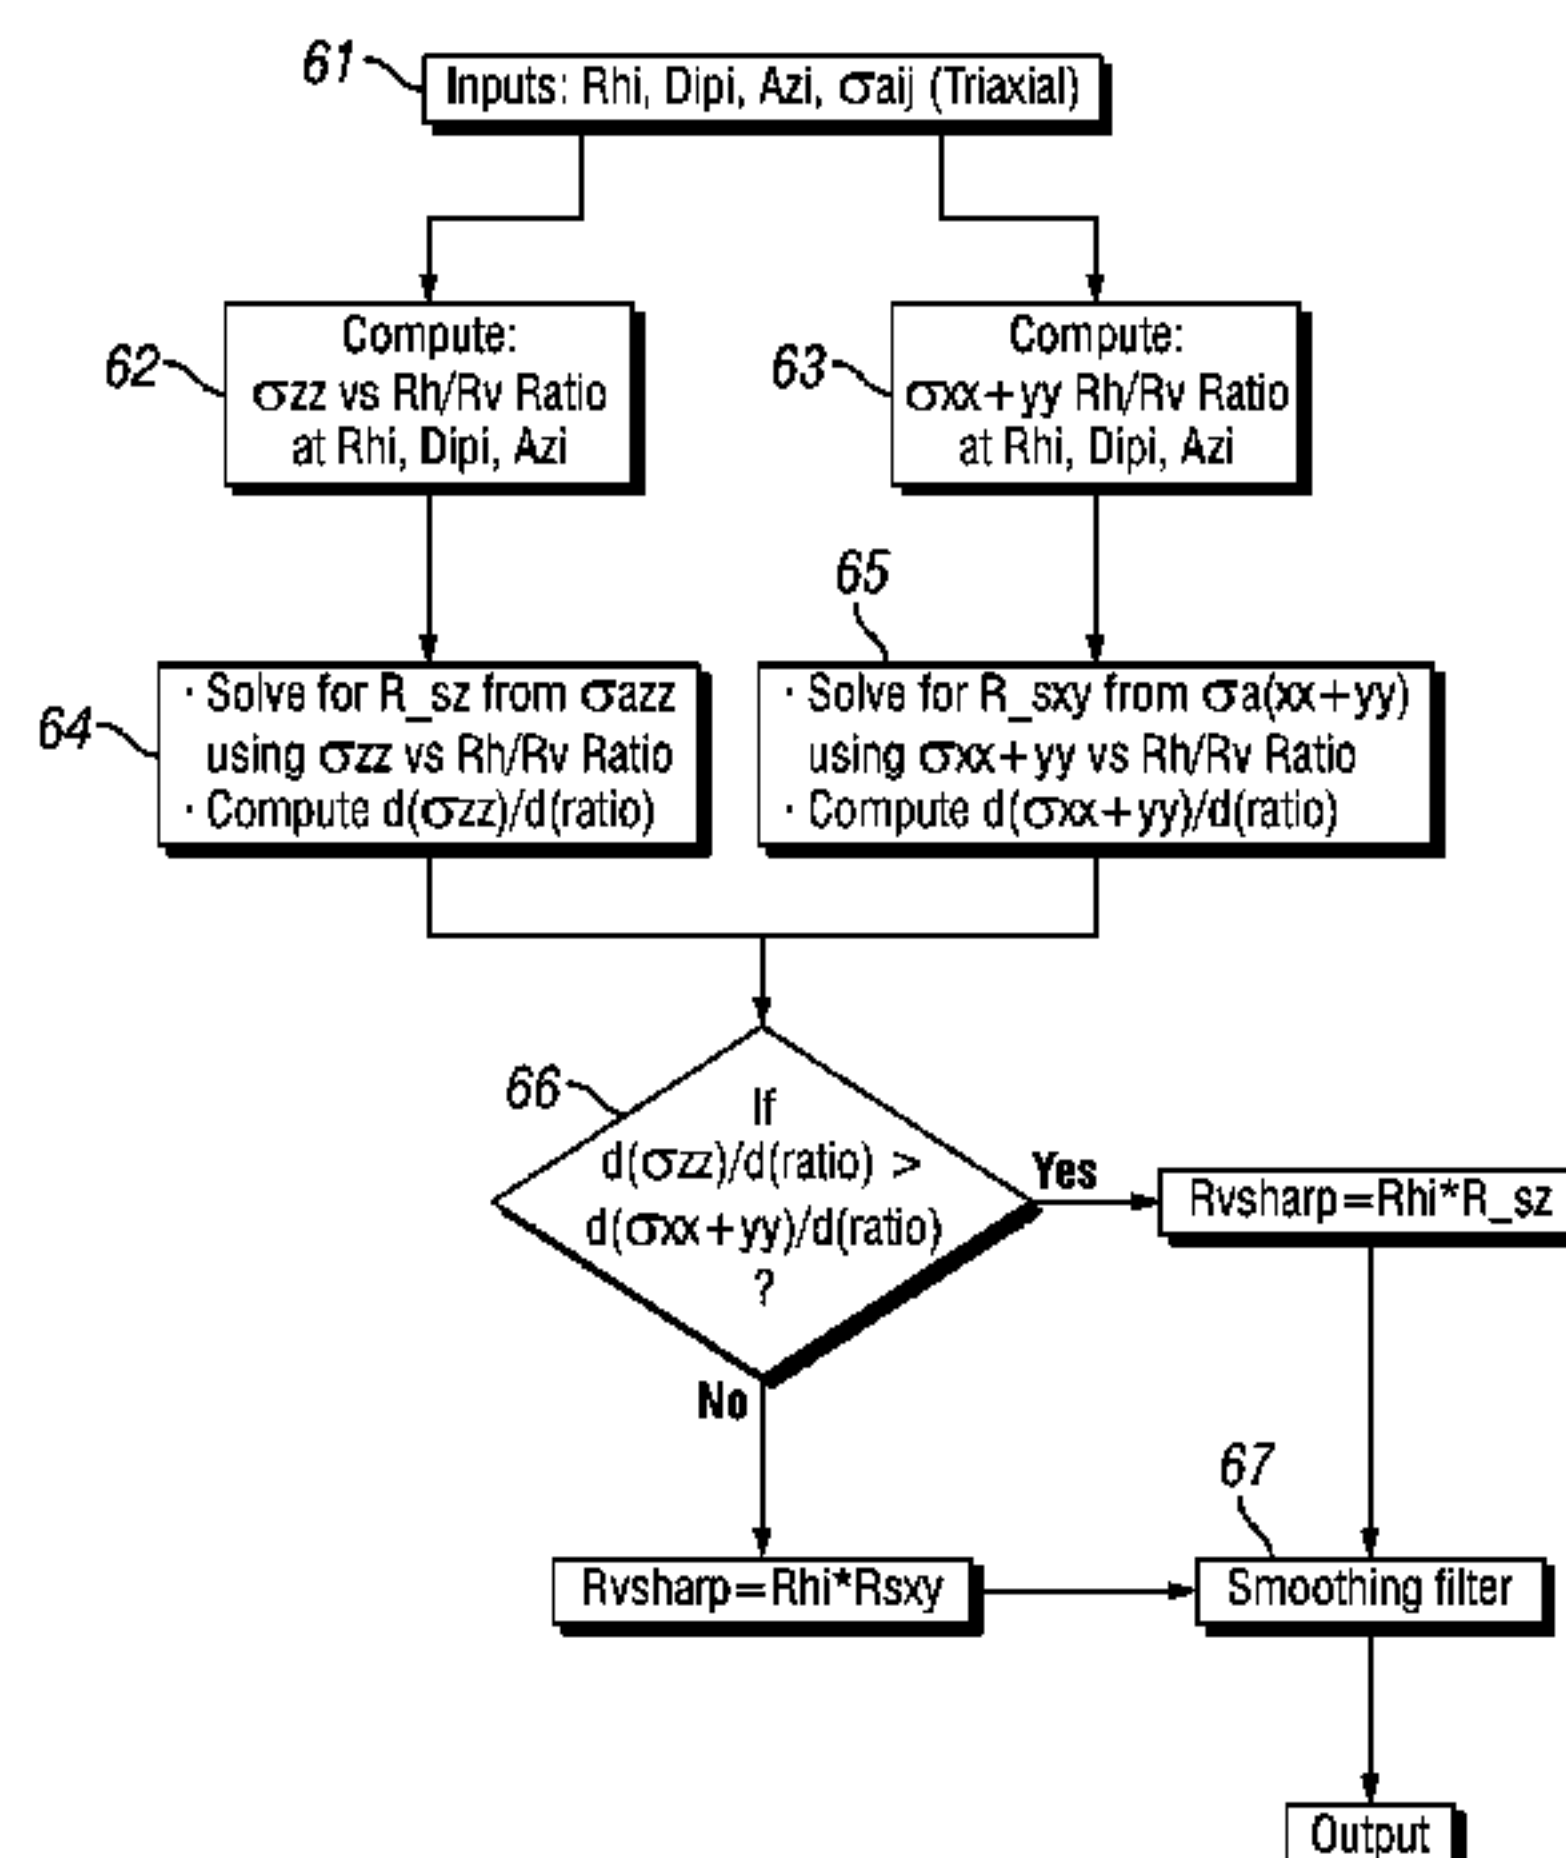 61
Inputs: Rhi, Dipi, Azi, σaij (Triaxial)
62
Compute:
σzz vs Rh/Rv Ratio
at Rhi, Dipi, Azi
63
Compute:
σxx+yy Rh/Rv Ratio
at Rhi, Dipi, Azi
64
· Solve for R_sz from σazz
using σzz vs Rh/Rv Ratio
· Compute d(σzz)/d(ratio)
65
· Solve for R_sxy from σa(xx+yy)
using σxx+yy vs Rh/Rv Ratio
· Compute d(σxx+yy)/d(ratio)
66
If
d(σzz)/d(ratio) >
d(σxx+yy)/d(ratio)
?
Yes
Rvsharp=Rhi*R_sz
No
Rvsharp=Rhi*Rsxy
67
Smoothing filter
Output